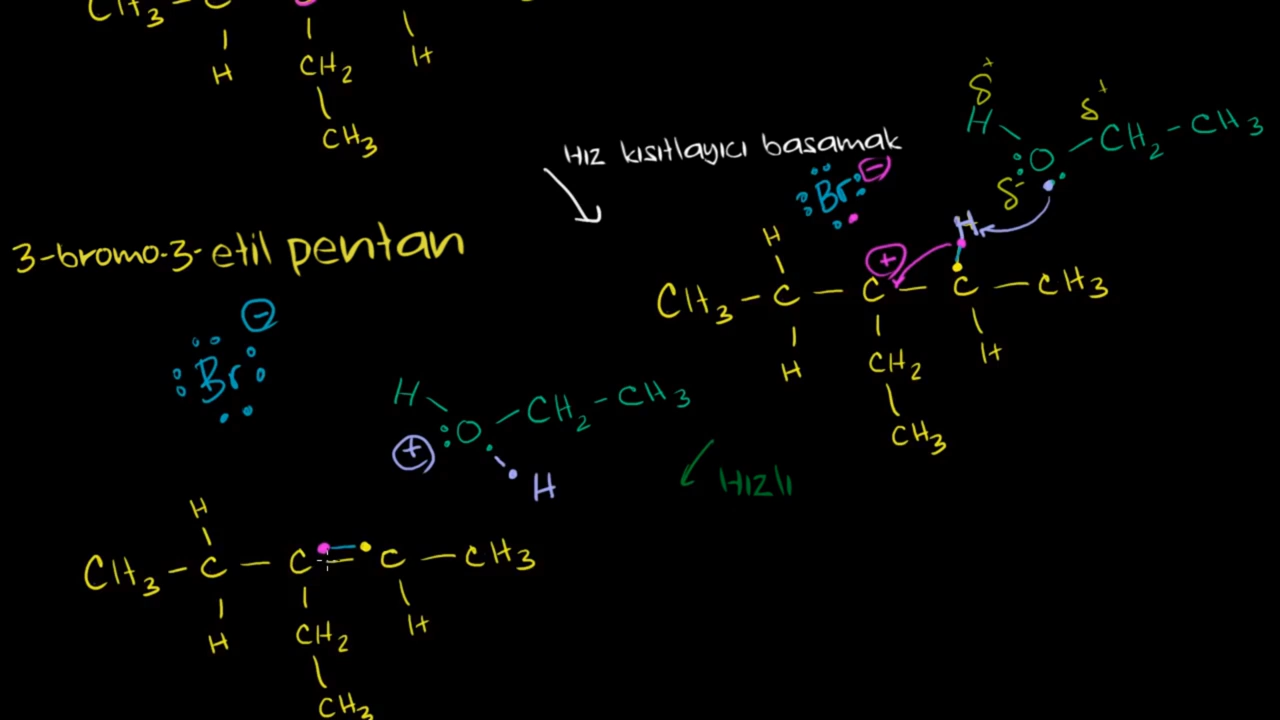 CH3 - C
H
CH2
H
CH3
Hız kısıtlayıcı basamak
3-bromo-3-etil pentan
δ+
H
O - CH2 - CH3
δ+
δ-
Br -
H
H
+
CH3 - C - C - C - CH3
H
CH2
H
CH3
Br -
H
O - CH2 - CH3
+
H
Hızlı
H
CH3 - C - C = C - CH3
H
CH2
H
CH3